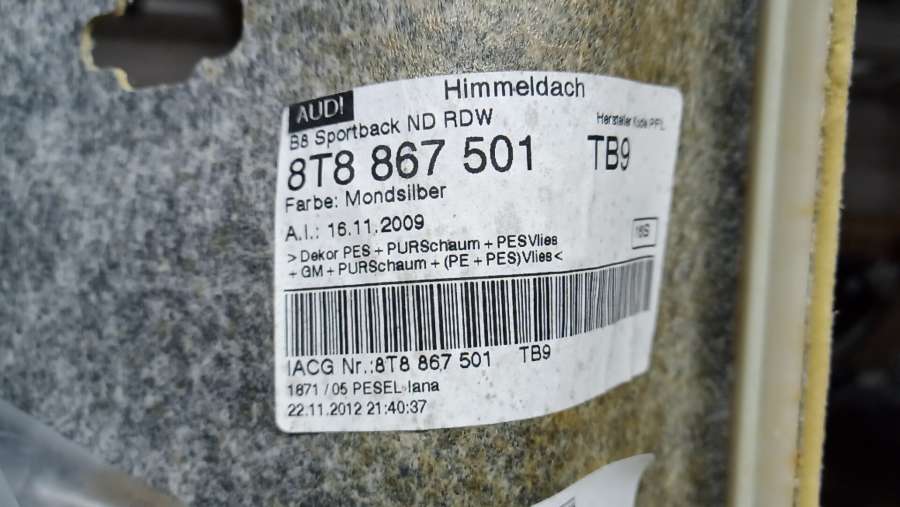 Himmeldach
AUDI
B8 Sportback ND RDW
8T8 867 501 TB9
Farbe: Mondsilber
A.I.: 16.11.2009
18S
> Dekor PES + PURSchaum + PESVlies
+ GM + PURSchaum + (PE + PES)Vlies <
IACG Nr.:8T8 867 501 TB9
1871 / 05 PESEL
22.11.2012 21:40:37